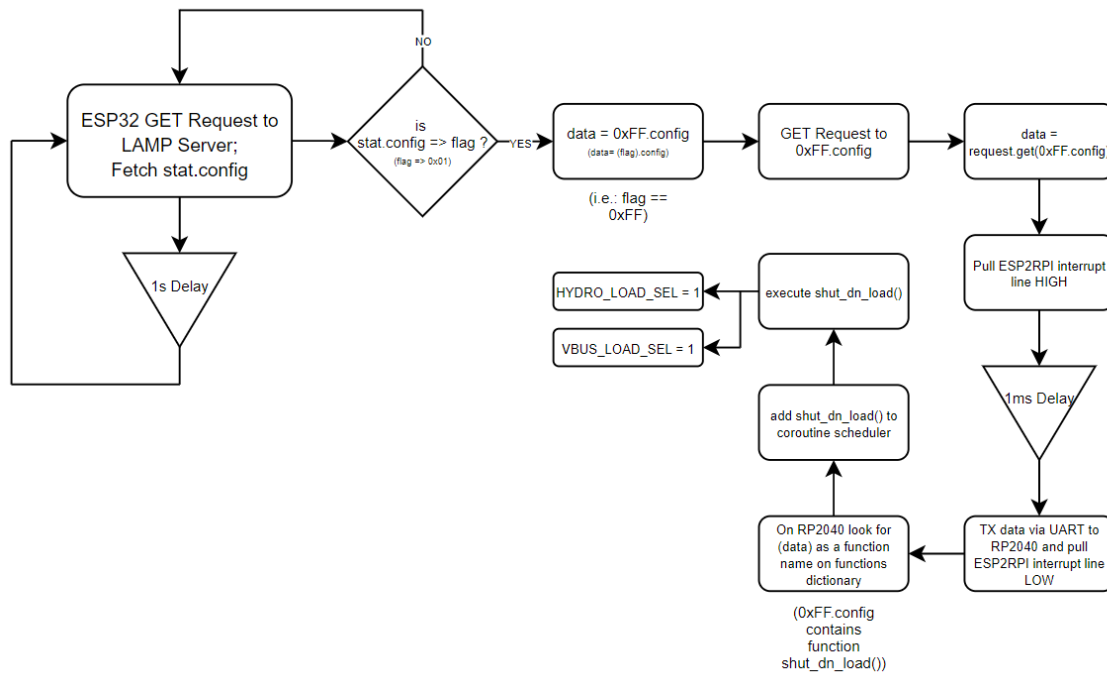 NO
ESP32 GET Request to
LAMP Server;
Fetch stat.config
is
stat.config => flag ?
(flag => 0x01)
YES
data = 0xFF.config
(data= (flag).config)
(i.e.: flag ==
0xFF)
GET Request to
0xFF.config
data =
request.get(0xFF.config)
1s Delay
Pull ESP2RPI interrupt
line HIGH
execute shut_dn_load()
HYDRO_LOAD_SEL = 1
VBUS_LOAD_SEL = 1
1ms Delay
add shut_dn_load() to
coroutine scheduler
TX data via UART to
RP2040 and pull
ESP2RPI interrupt line
LOW
On RP2040 look for
(data) as a function
name on functions
dictionary
(0xFF.config
contains
function
shut_dn_load())